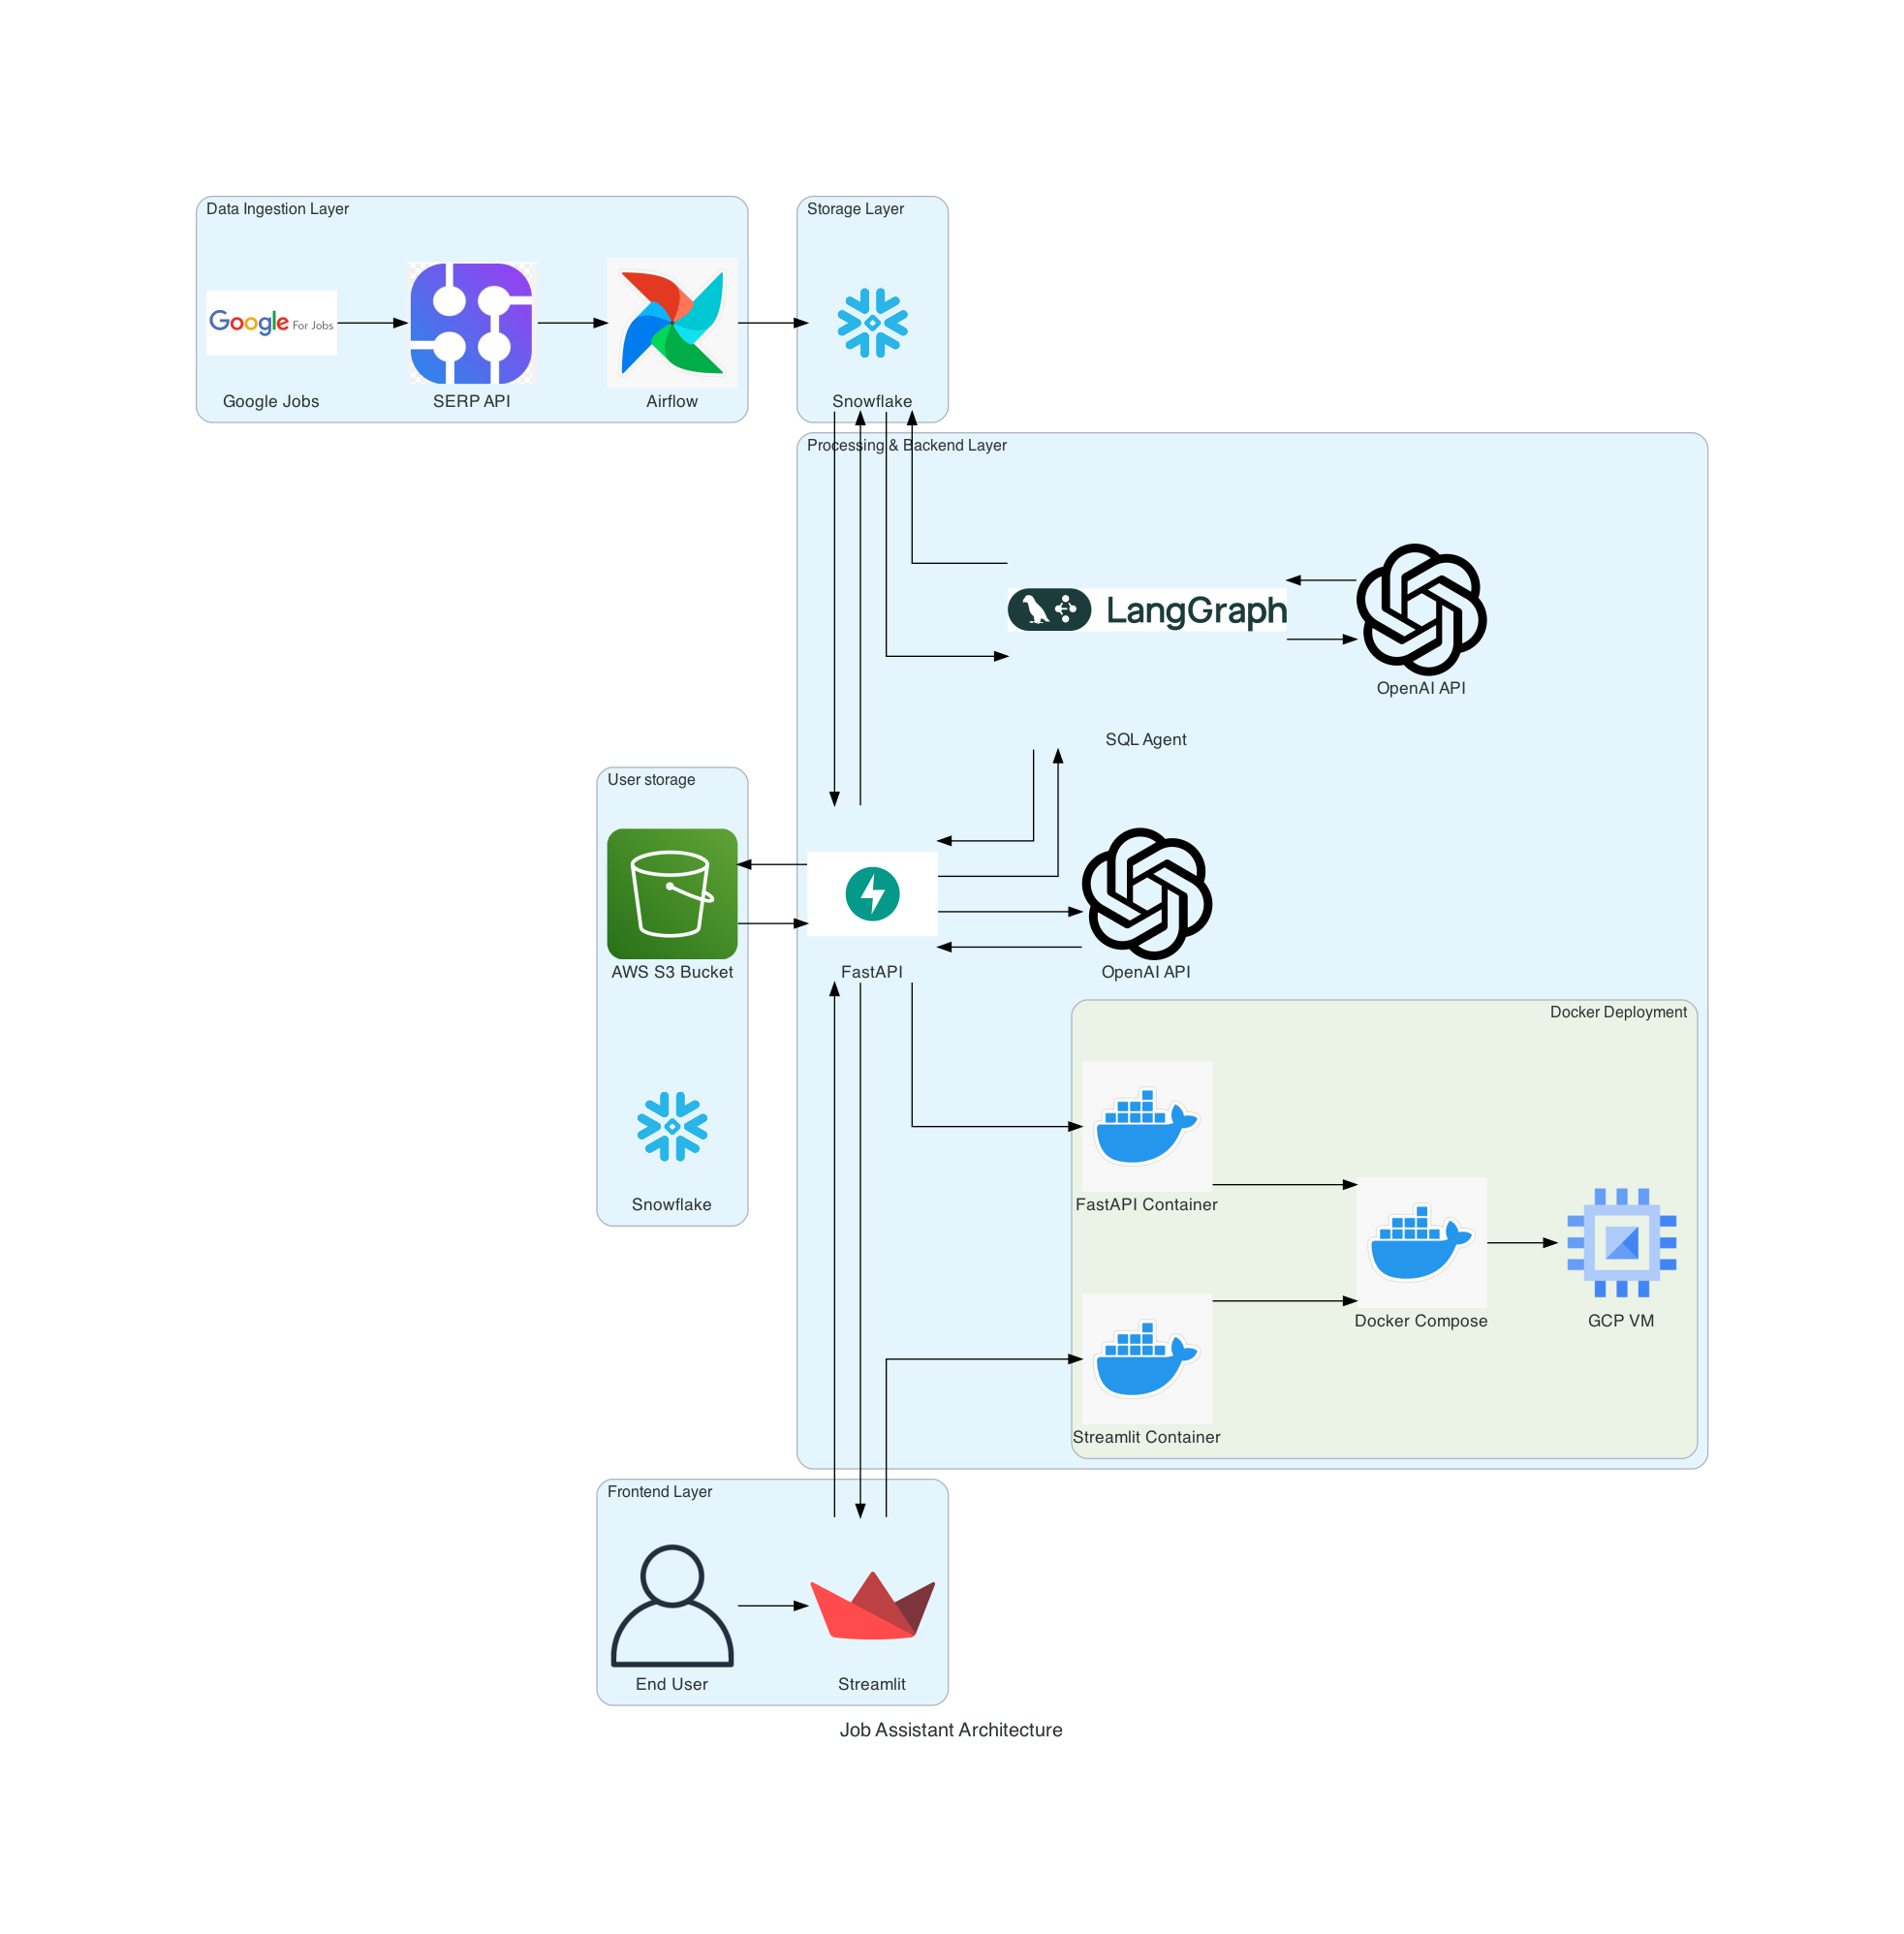 Data Ingestion Layer
Google For Jobs
Google Jobs
SERP API
Airflow
Storage Layer
Snowflake
Processing & Backend Layer
LangGraph
SQL Agent
OpenAI API
User storage
AWS S3 Bucket
Snowflake
FastAPI
OpenAI API
Docker Deployment
FastAPI Container
Streamlit Container
Docker Compose
GCP VM
Frontend Layer
End User
Streamlit
Job Assistant Architecture